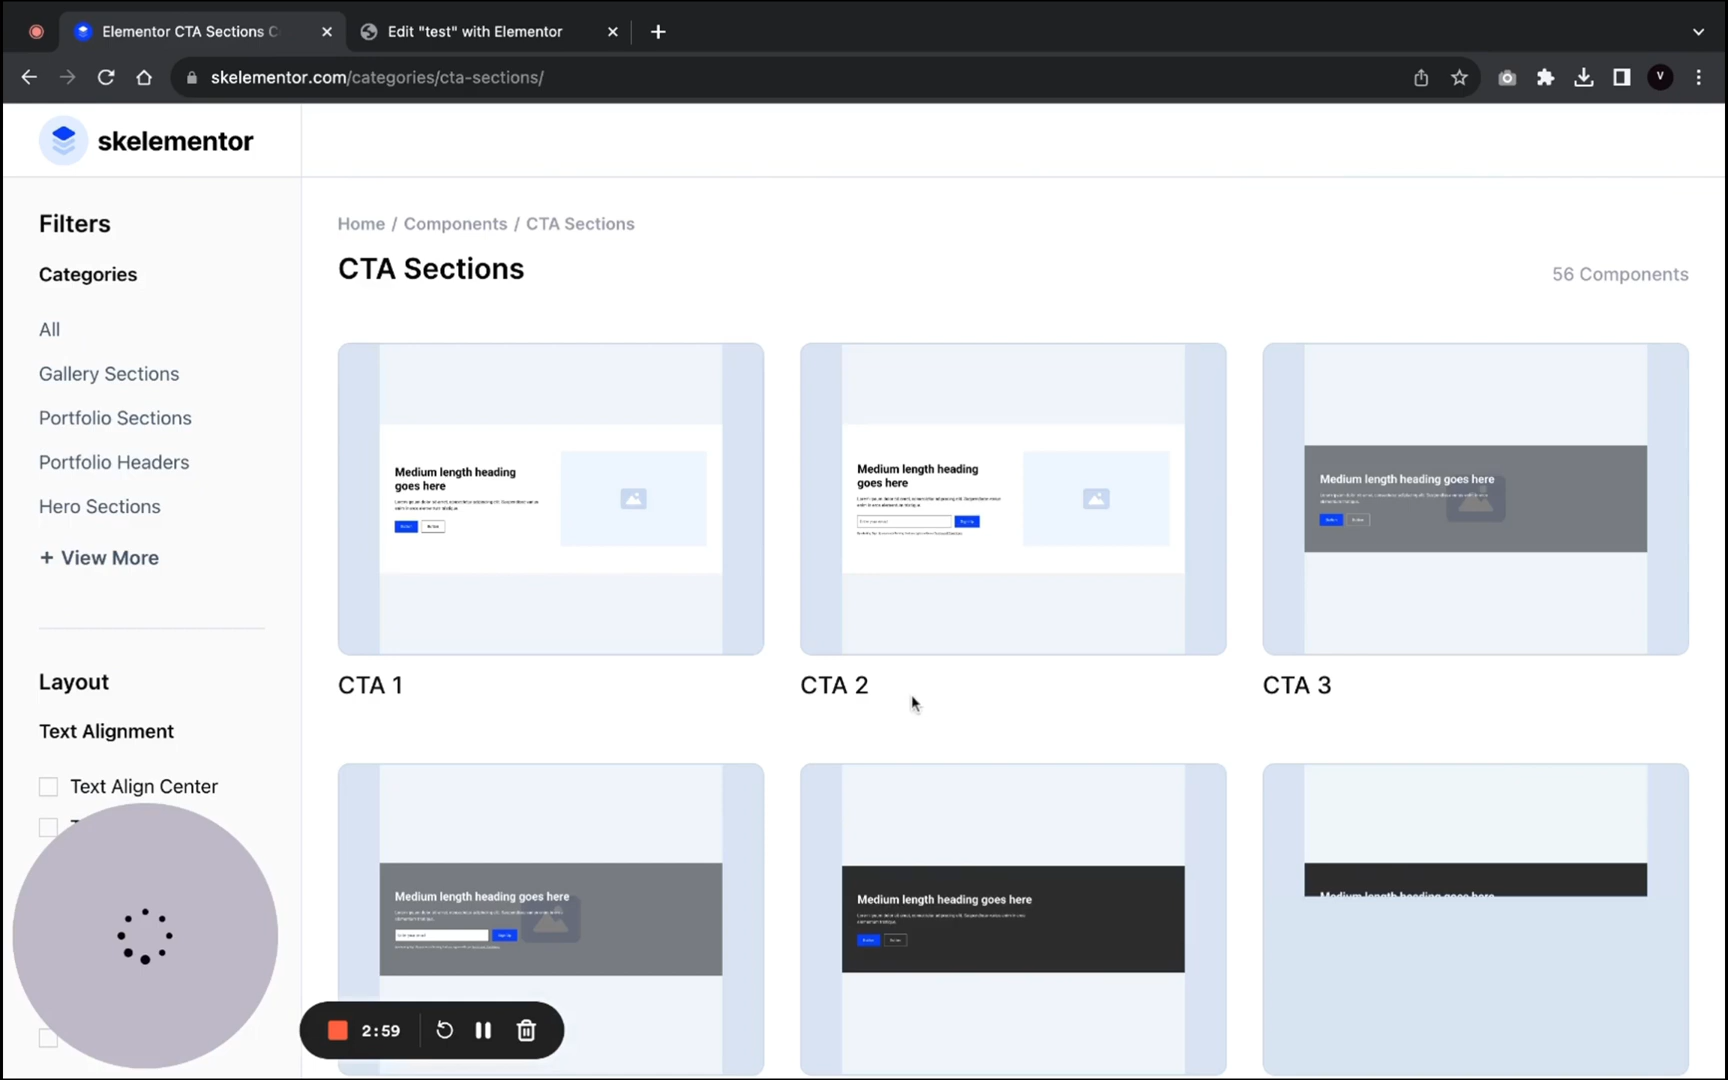 Elementor CTA Sections C
Edit "test" with Elementor
skelementor.com/categories/cta-sections/
V
skelementor
Filters
Categories
All
Gallery Sections
Portfolio Sections
Portfolio Headers
Hero Sections
+ View More
Layout
Text Alignment
Text Align Center
Home / Components / CTA Sections
CTA Sections
56 Components
Medium length heading
goes here
Medium length heading
goes here
Medium length heading goes here
CTA 1
CTA 2
CTA 3
Medium length heading goes here
Medium length heading goes here
Medium length heading goes here
2:59